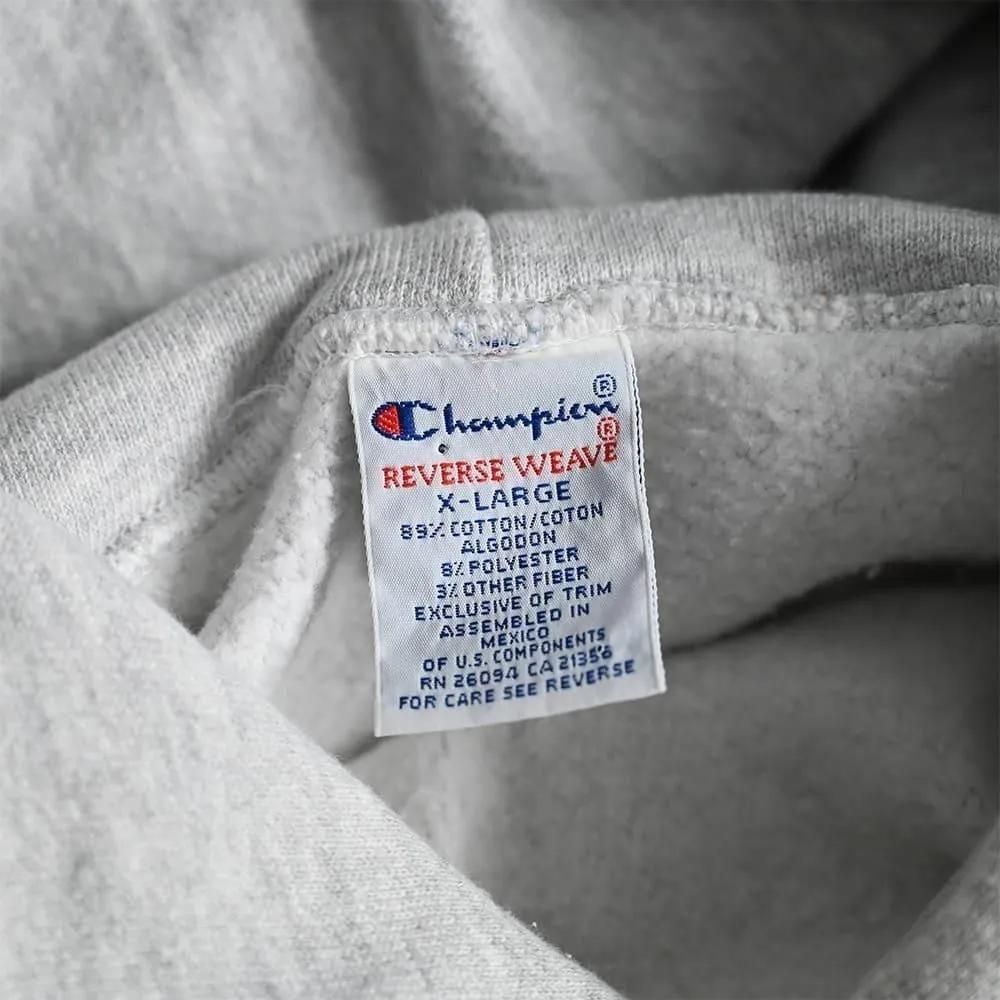 Champion®
REVERSE WEAVE®
X-LARGE
89% COTTON/COTON
ALGODON
8% POLYESTER
3% OTHER FIBER
EXCLUSIVE OF TRIM
ASSEMBLED IN
MEXICO
OF U.S. COMPONENTS
RN 26094 CA
FOR CARE SEE REVERSE